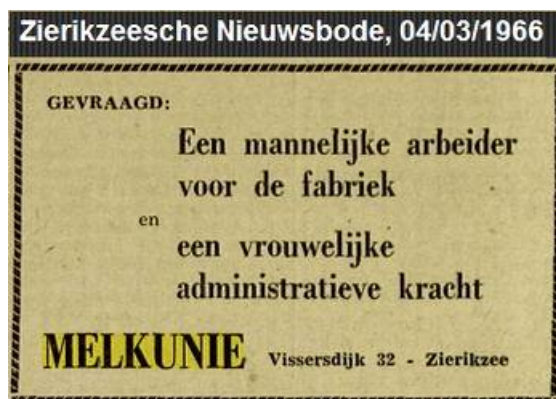 Zierikzeesche Nieuwsbode, 04/03/1966
GEVRAAGD:
Een mannelijke arbeider
voor de fabriek
en
een vrouwelijke
administratieve kracht
MELKUNIE Vissersdijk 32 - Zierikzee